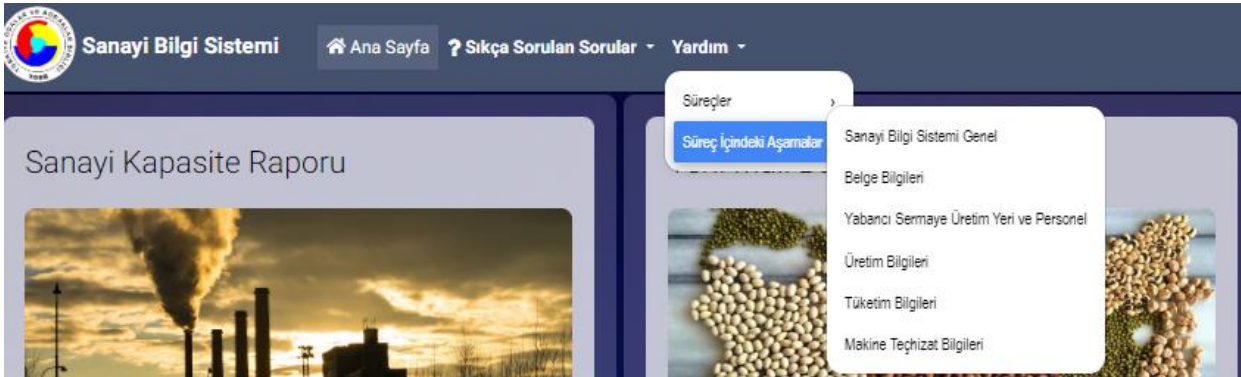 Sanayi Bilgi Sistemi
Ana Sayfa
? Sıkça Sorulan Sorular
Yardım
Süreçler
Süreç İçindeki Aşamalar
Sanayi Bilgi Sistemi Genel
Belge Bilgileri
Yabancı Sermaye Üretim Yeri ve Personel
Üretim Bilgileri
Tüketim Bilgileri
Makine Teçhizat Bilgileri
Sanayi Kapasite Raporu